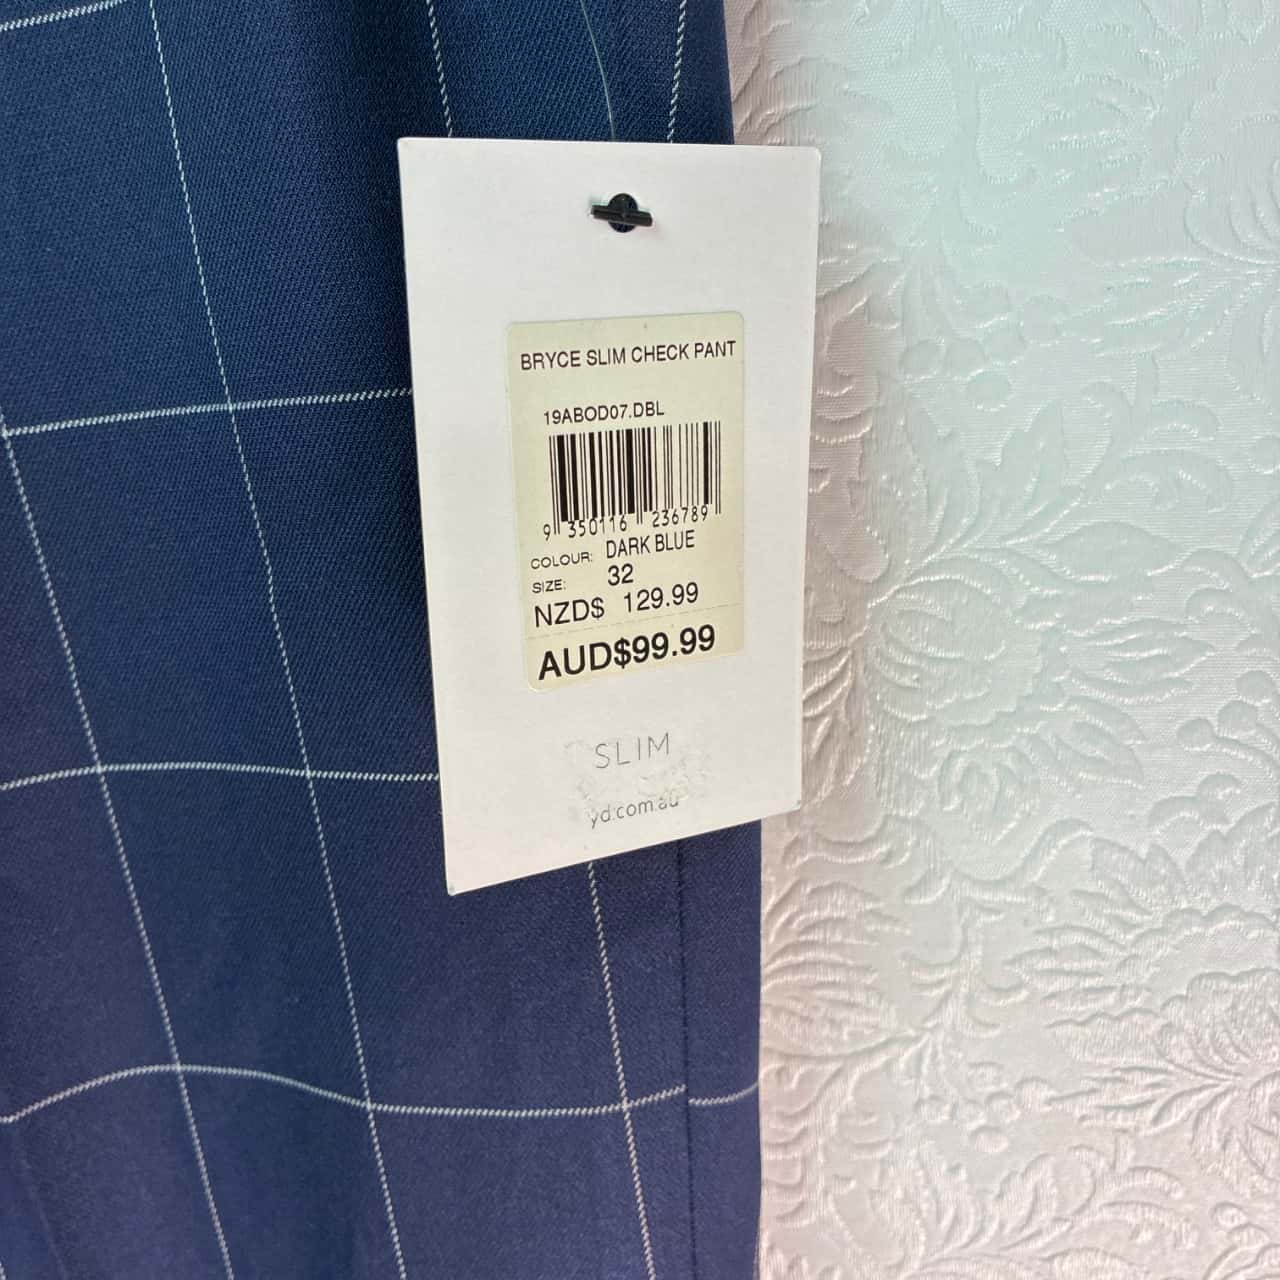 BRYCE SLIM CHECK PANT
19ABOD07.DBL
9 350116 236789
COLOUR: DARK BLUE
SIZE: 32
NZD$ 129.99
AUD$99.99
SLIM
yd.com.au